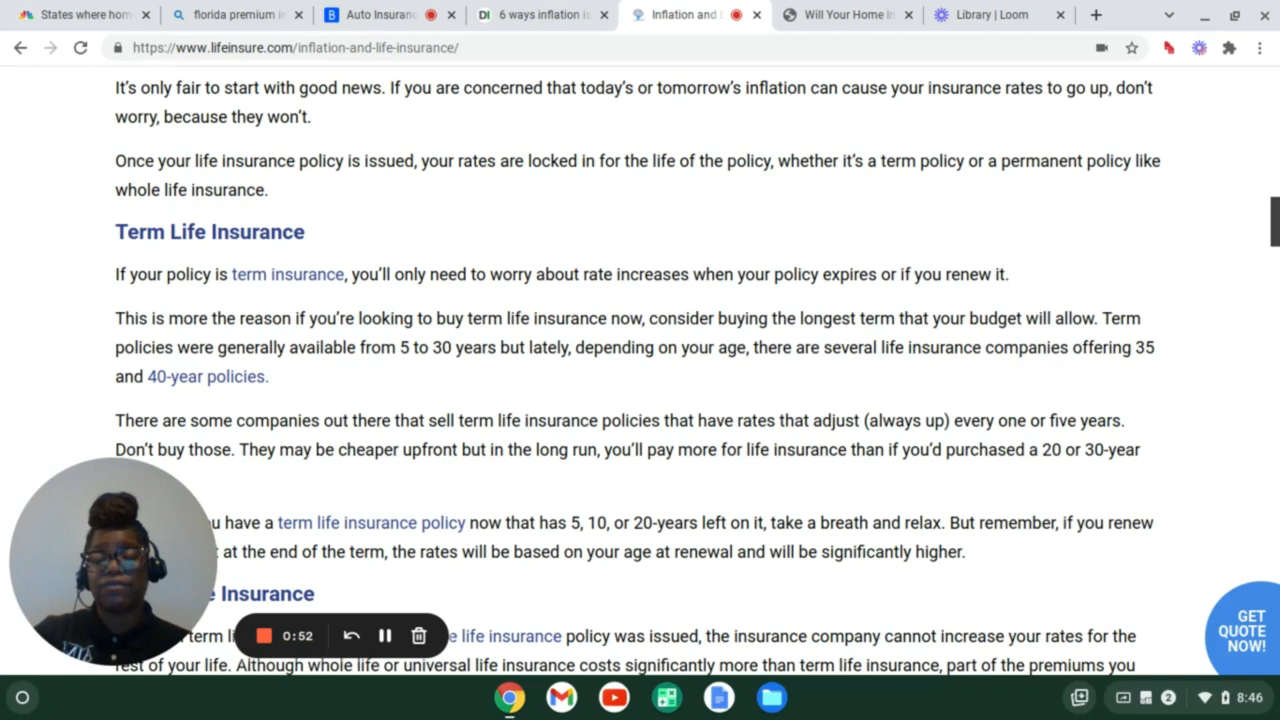 States where hom
florida premium in
Auto Insuranc
6 ways inflation is
Inflation and L
Will Your Home In
Library | Loom
https://www.lifeinsure.com/inflation-and-life-insurance/
It’s only fair to start with good news. If you are concerned that today’s or tomorrow’s inflation can cause your insurance rates to go up, don’t
worry, because they won’t.
Once your life insurance policy is issued, your rates are locked in for the life of the policy, whether it’s a term policy or a permanent policy like
whole life insurance.
Term Life Insurance
If your policy is term insurance, you’ll only need to worry about rate increases when your policy expires or if you renew it.
This is more the reason if you’re looking to buy term life insurance now, consider buying the longest term that your budget will allow. Term
policies were generally available from 5 to 30 years but lately, depending on your age, there are several life insurance companies offering 35
and 40-year policies.
There are some companies out there that sell term life insurance policies that have rates that adjust (always up) every one or five years.
Don’t buy those. They may be cheaper upfront but in the long run, you’ll pay more for life insurance than if you’d purchased a 20 or 30-year
u have a term life insurance policy now that has 5, 10, or 20-years left on it, take a breath and relax. But remember, if you renew
at the end of the term, the rates will be based on your age at renewal and will be significantly higher.
e Insurance
term li
e life insurance policy was issued, the insurance company cannot increase your rates for the
rest of your life. Although whole life or universal life insurance costs significantly more than term life insurance, part of the premiums you
0:52
GET
QUOTE
NOW!
2
8:46